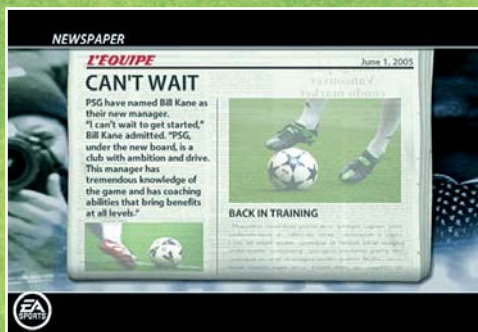 NEWSPAPER
L'ÉQUIPE
June 1, 2005
CAN'T WAIT
PSG have named Bill Kane as
their new manager.
"I can't wait to get started,"
Bill Kane admitted. "PSG,
under the new board, is a
club with ambition and drive.
This manager has
tremendous knowledge of
the game and has coaching
abilities that bring benefits
at all levels."
BACK IN TRAINING
EA
SPORTS